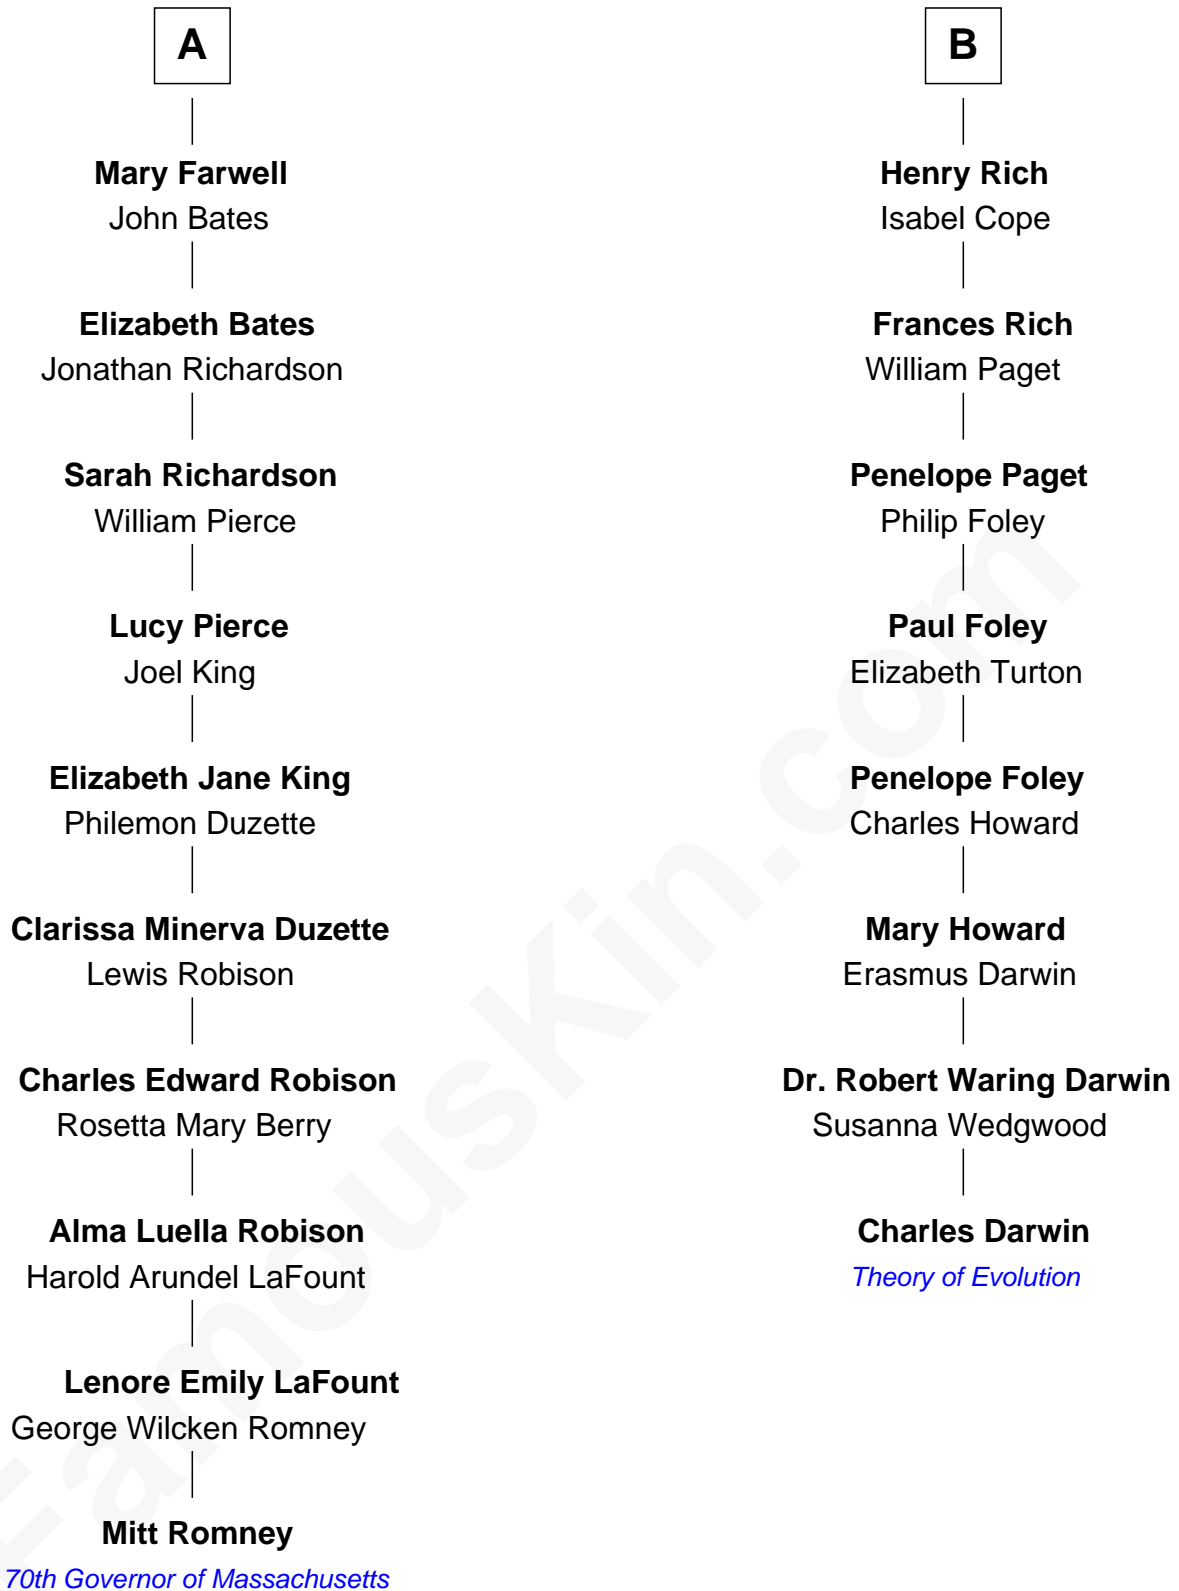 A
Mary Farwell
John Bates
Elizabeth Bates
Jonathan Richardson
Sarah Richardson
William Pierce
Lucy Pierce
Joel King
Elizabeth Jane King
Philemon Duzette
Clarissa Minerva Duzette
Lewis Robison
Charles Edward Robison
Rosetta Mary Berry
Alma Luella Robison
Harold Arundel LaFount
Lenore Emily LaFount
George Wilcken Romney
Mitt Romney
70th Governor of Massachusetts
B
Henry Rich
Isabel Cope
Frances Rich
William Paget
Penelope Paget
Philip Foley
Paul Foley
Elizabeth Turton
Penelope Foley
Charles Howard
Mary Howard
Erasmus Darwin
Dr. Robert Waring Darwin
Susanna Wedgwood
Charles Darwin
Theory of Evolution
FamousKin.com